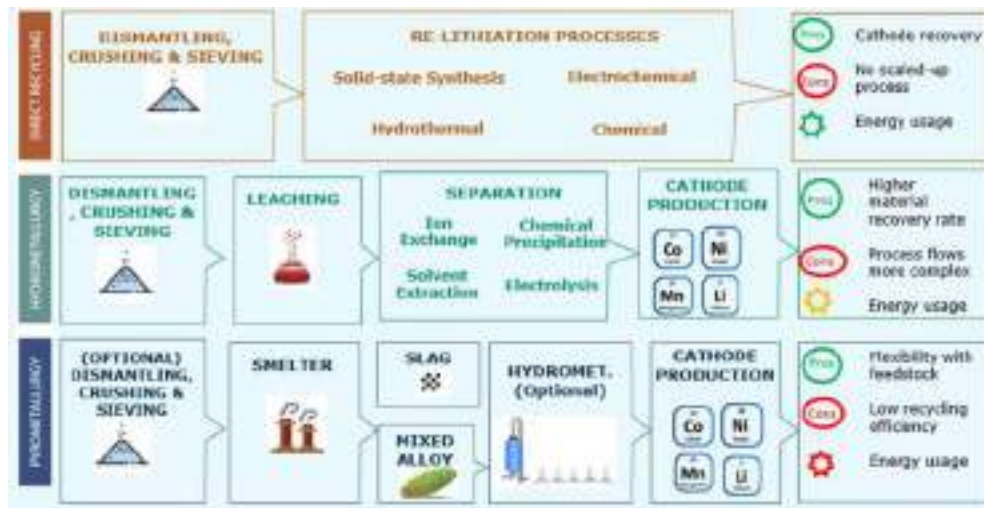 DIRECT RECYCLING
DISMANTLING,
CRUSHING & SIEVING
RE-LITHIATION PROCESSES
Solid-state Synthesis
Electrochemical
Hydrothermal
Chemical
Pros
Cathode recovery
Cons
No scaled-up
process
Energy usage
HYDROMETALLURGY
DISMANTLING
, CRUSHING &
SIEVING
LEACHING
SEPARATION
Ion
Exchange
Chemical
Precipitation
Solvent
Extraction
Electrolysis
CATHODE
PRODUCTION
Co
Ni
Mn
Li
Pros
Higher
material
recovery rate
Cons
Process flows
more complex
Energy usage
PYROMETALLURGY
(OPTIONAL)
DISMANTLING,
CRUSHING &
SIEVING
SMELTER
SLAG
MIXED
ALLOY
HYDROMET.
(Optional)
CATHODE
PRODUCTION
Co
Ni
Mn
Li
Pros
Flexibility with
feedstock
Cons
Low recycling
efficiency
Energy usage